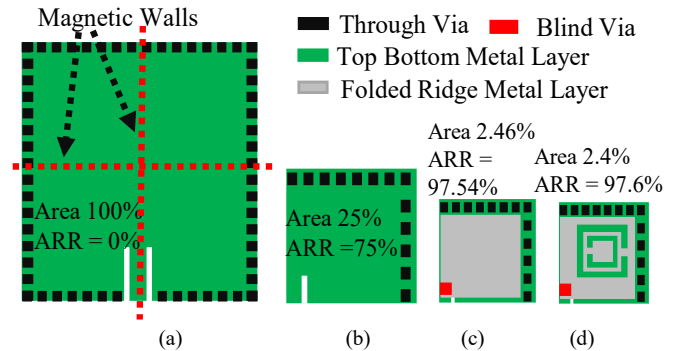 Magnetic Walls
Through Via
Blind Via
Top Bottom Metal Layer
Folded Ridge Metal Layer
Area 100%
ARR = 0%
Area 25%
ARR =75%
Area 2.46%
ARR =
97.54%
Area 2.4%
ARR = 97.6%
(a)
(b)
(c)
(d)